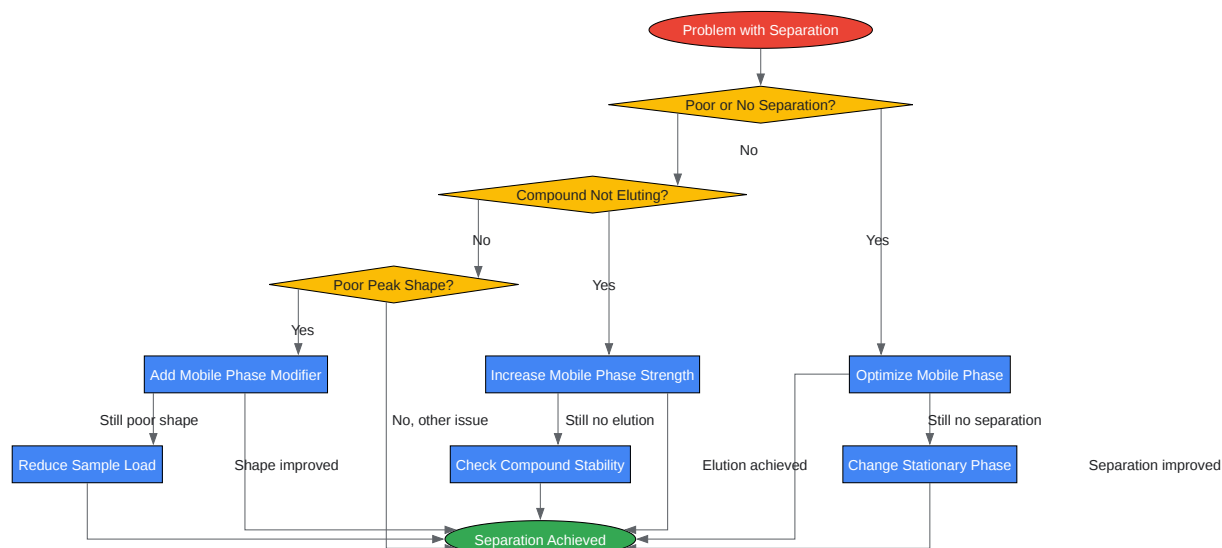 Problem with Separation
Poor or No Separation?
No
Compound Not Eluting?
No
Yes
Poor Peak Shape?
Yes
Yes
Add Mobile Phase Modifier
Increase Mobile Phase Strength
Optimize Mobile Phase
Still poor shape
No, other issue
Still no elution
Still no separation
Reduce Sample Load
Shape improved
Check Compound Stability
Elution achieved
Change Stationary Phase
Separation improved
Separation Achieved